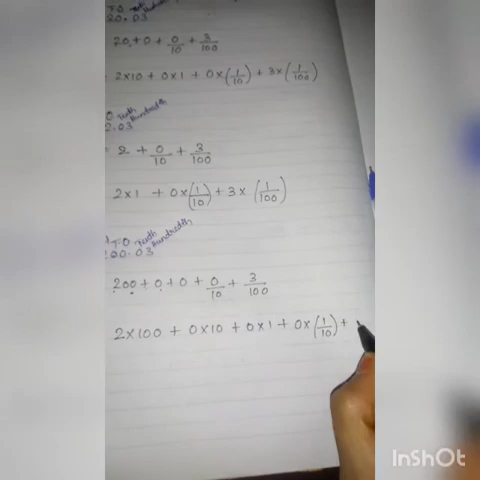 T O tenth hundredth
20.03
20 + 0 + 0/10 + 3/100
2×10 + 0×1 + 0×(1/10) + 3×(1/100)
O tenth hundredth
2.03
= 2 + 0/10 + 3/100
2×1 + 0×(1/10) + 3×(1/100)
H T O tenth hundredth
200.03
200 + 0 + 0 + 0/10 + 3/100
2×100 + 0×10 + 0×1 + 0×(1/10) +
InShOt